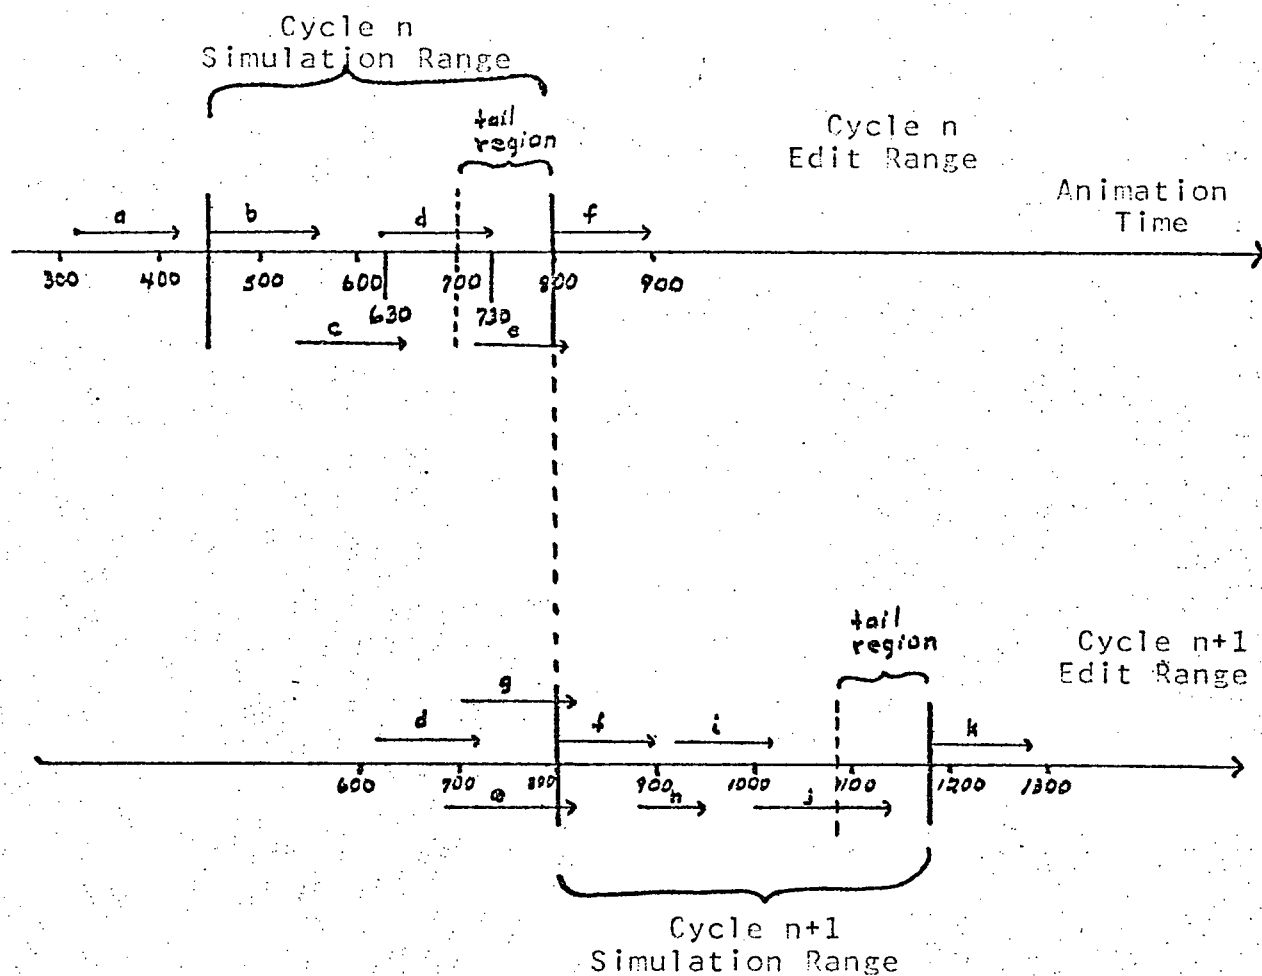 Cycle n
Simulation Range
tail
region
Cycle n
Edit Range
Animation
Time
a b d f
300 400 500 600 700 800 900
630 730
c e
tail
region
Cycle n+1
Edit Range
g
d f i k
600 700 800 900 1000 1100 1200 1300
e h j
Cycle n+1
Simulation Range